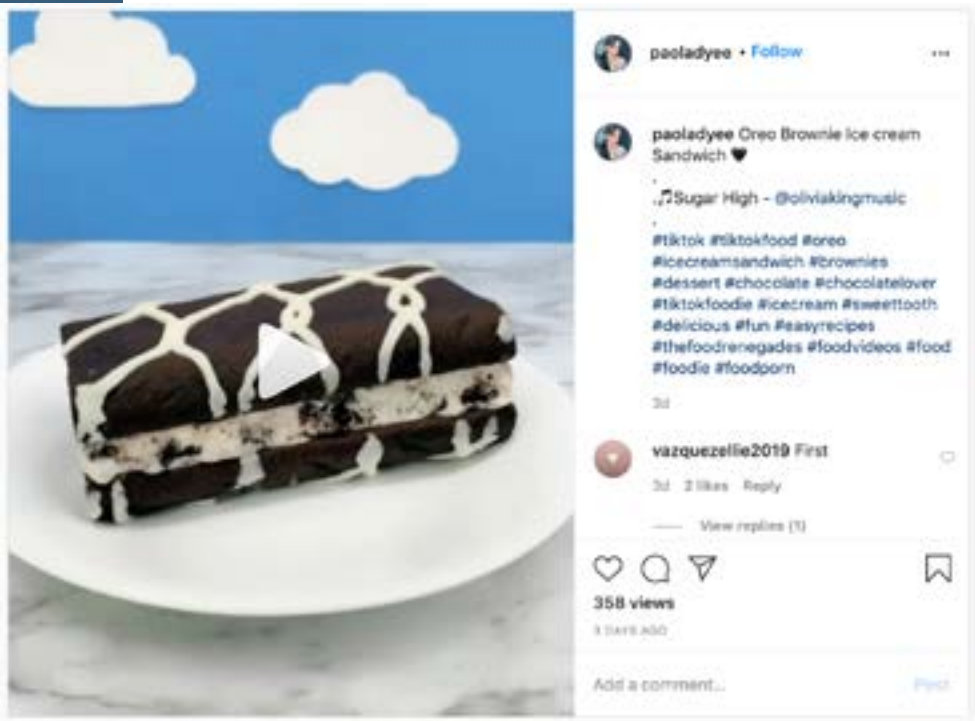 paoladyee • Follow
paoladyee Oreo Brownie Ice cream
Sandwich 🖤
.
.🎵Sugar High - @oliviakingmusic
.
#tiktok #tiktokfood #oreo
#icecreamsandwich #brownies
#dessert #chocolate #chocolatelover
#tiktokfoodie #icecream #sweettooth
#delicious #fun #easyrecipes
#thefoodrenegades #foodvideos #food
#foodie #foodporn
3d
vazquezellie2019 First
3d 2 likes Reply
View replies (1)
358 views
3 DAYS AGO
Add a comment... Post